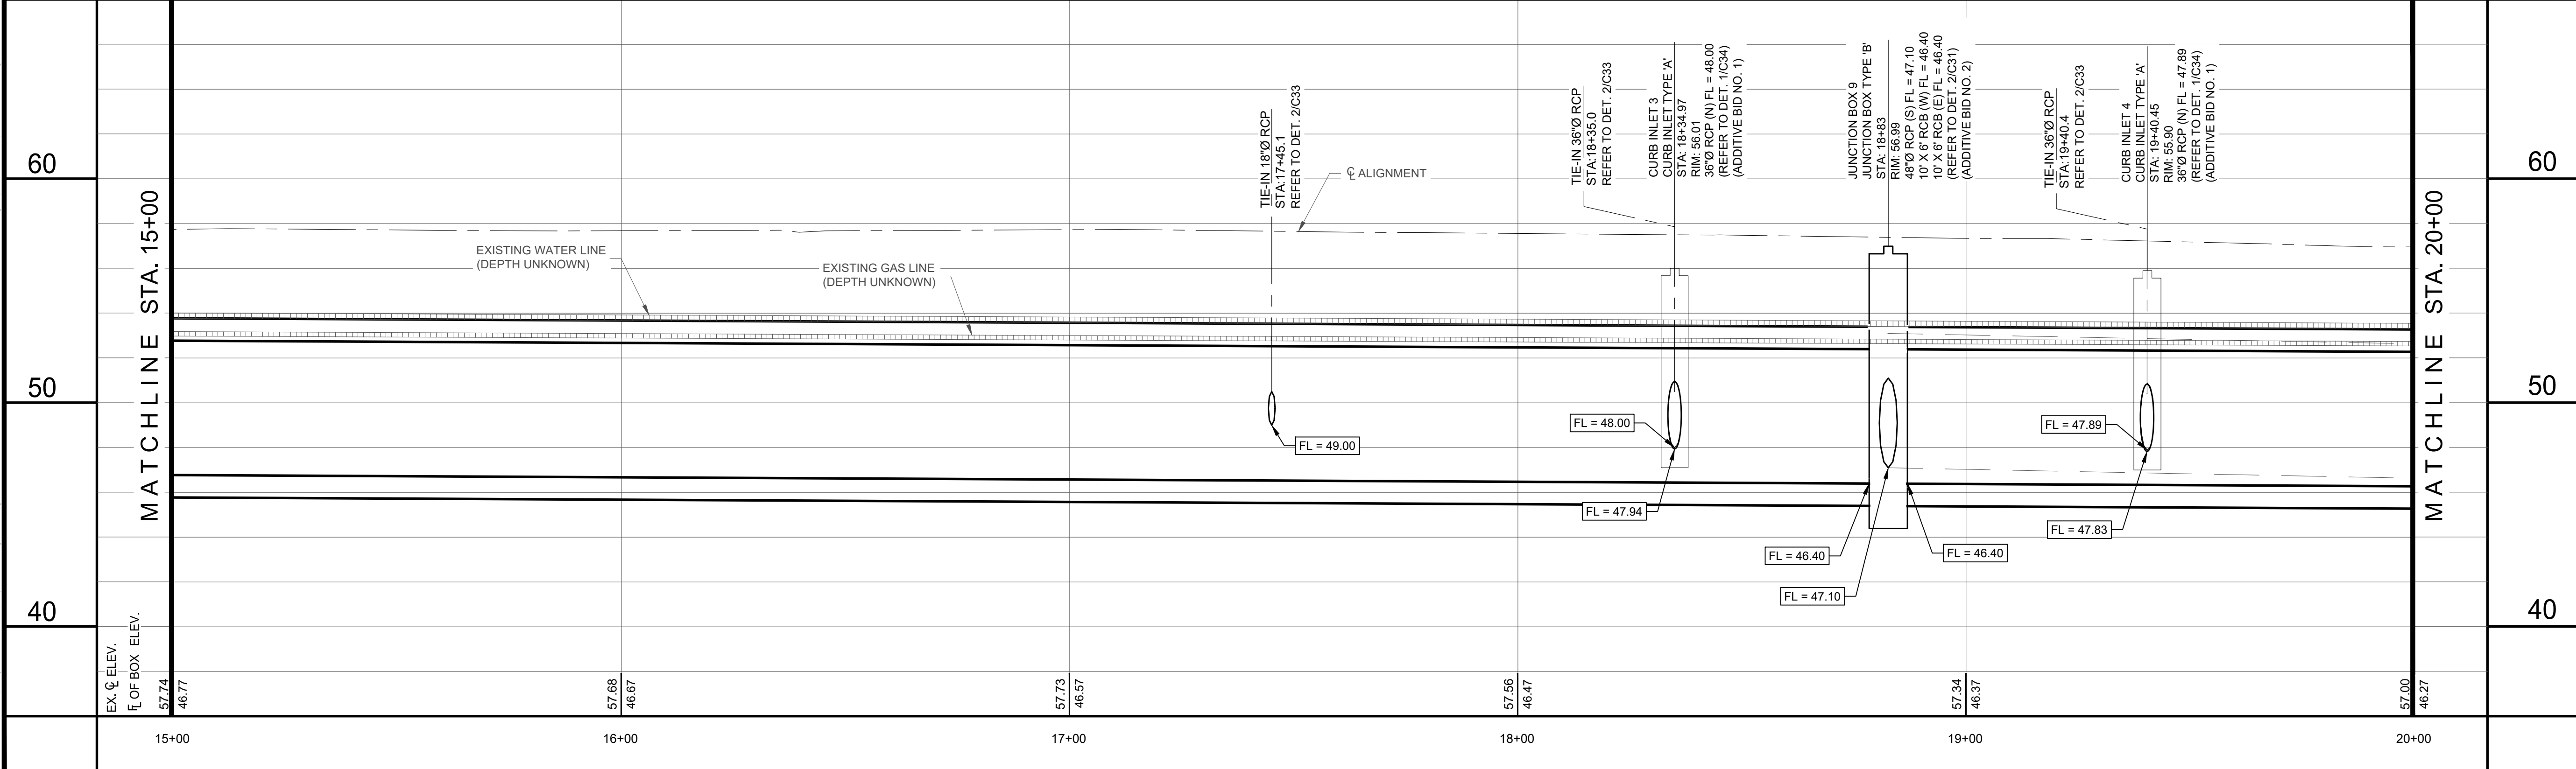 60
50
40
MATCHLINE STA. 15+00
EX. ℄ ELEV.
FL OF BOX ELEV.
EXISTING WATER LINE
(DEPTH UNKNOWN)
EXISTING GAS LINE
(DEPTH UNKNOWN)
TIE-IN 18"Ø RCP
STA:17+45.1
REFER TO DET. 2/C33
℄ ALIGNMENT
TIE-IN 36"Ø RCP
STA:18+35.0
REFER TO DET. 2/C33
CURB INLET 3
CURB INLET TYPE 'A'
STA: 18+34.97
RIM: 56.01
36"Ø RCP (N) FL = 48.00
(REFER TO DET. 1/C34)
(ADDITIVE BID NO. 1)
JUNCTION BOX 9
JUNCTION BOX TYPE 'B'
STA: 18+83
RIM: 56.99
48"Ø RCP (S) FL = 47.10
10' X 6' RCB (W) FL = 46.40
10' X 6' RCB (E) FL = 46.40
(REFER TO DET. 2/C31)
(ADDITIVE BID NO. 2)
TIE-IN 36"Ø RCP
STA:19+40.4
REFER TO DET. 2/C33
CURB INLET 4
CURB INLET TYPE 'A'
STA: 19+40.45
RIM: 55.90
36"Ø RCP (N) FL = 47.89
(REFER TO DET. 1/C34)
(ADDITIVE BID NO. 1)
FL = 49.00
FL = 48.00
FL = 47.94
FL = 46.40
FL = 47.10
FL = 46.40
FL = 47.89
FL = 47.83
MATCHLINE STA. 20+00
60
50
40
57.74
46.77
57.68
46.67
57.73
46.57
57.56
46.47
57.34
46.37
57.00
46.27
15+00
16+00
17+00
18+00
19+00
20+00